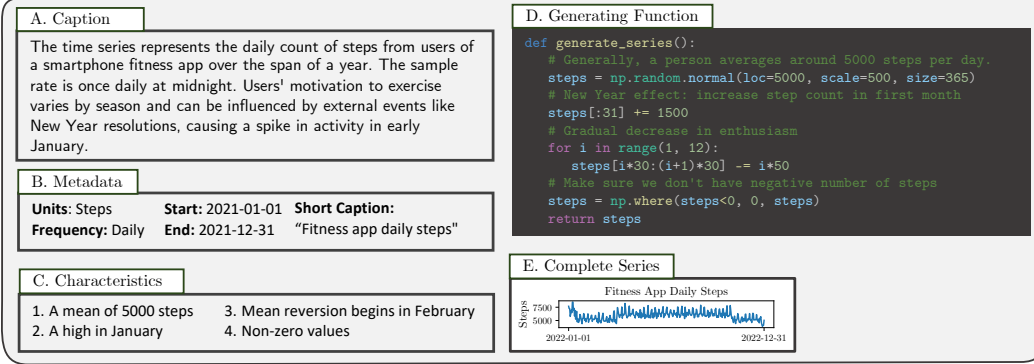 A. Caption
The time series represents the daily count of steps from users of
a smartphone fitness app over the span of a year. The sample
rate is once daily at midnight. Users' motivation to exercise
varies by season and can be influenced by external events like
New Year resolutions, causing a spike in activity in early
January.
B. Metadata
Units: Steps Start: 2021-01-01 Short Caption:
Frequency: Daily End: 2021-12-31 “Fitness app daily steps"
C. Characteristics
1. A mean of 5000 steps 3. Mean reversion begins in February
2. A high in January 4. Non-zero values
D. Generating Function
def generate_series():
# Generally, a person averages around 5000 steps per day.
steps = np.random.normal(loc=5000, scale=500, size=365)
# New Year effect: increase step count in first month
steps[:31] += 1500
# Gradual decrease in enthusiasm
for i in range(1, 12):
steps[i*30:(i+1)*30] -= i*50
# Make sure we don't have negative number of steps
steps = np.where(steps<0, 0, steps)
return steps
E. Complete Series
Fitness App Daily Steps
Steps
7500
5000
2022-01-01 2022-12-31